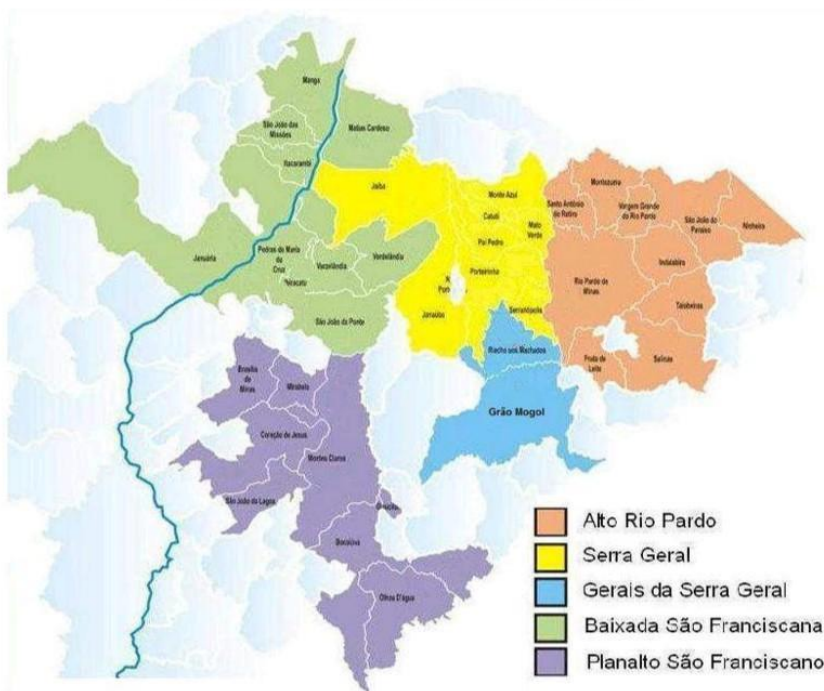 Manga
São João das
Missões
Matias Cardoso
Itacarambi
Jaíba
Monte Azul
Catuti
Mato
Verde
Pai Pedro
Porteirinha
Janaúba
Serranópolis
Santo Antônio
do Retiro
Montezuma
Vargem Grande
do Rio Pardo
São João do
Paraíso
Ninheira
Indaiabira
Rio Pardo de
Minas
Taiobeiras
Fruta de
Leite
Salinas
Januária
Pedras de Maria
da
Cruz
Varzelândia
Verdelândia
São João da Ponte
Riacho dos Machados
Grão Mogol
Brasília
de
Minas
Mirabela
Coração de Jesus
Montes Claros
São João da Lagoa
Bocaiúva
Olhos D'água
Alto Rio Pardo
Serra Geral
Gerais da Serra Geral
Baixada São Franciscana
Planalto São Franciscano